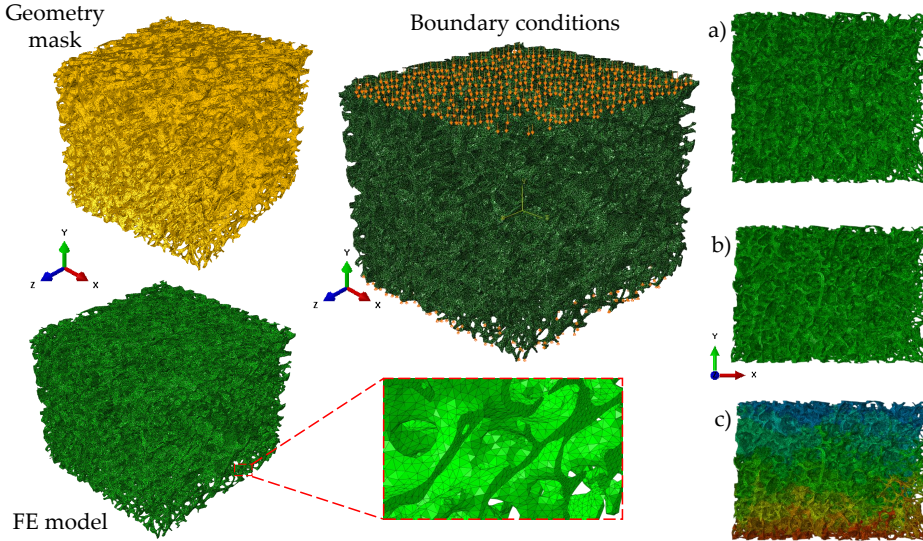 Geometry
mask
Boundary conditions
a)
Y
Z
X
Y
Z
X
b)
Y
X
FE model
c)